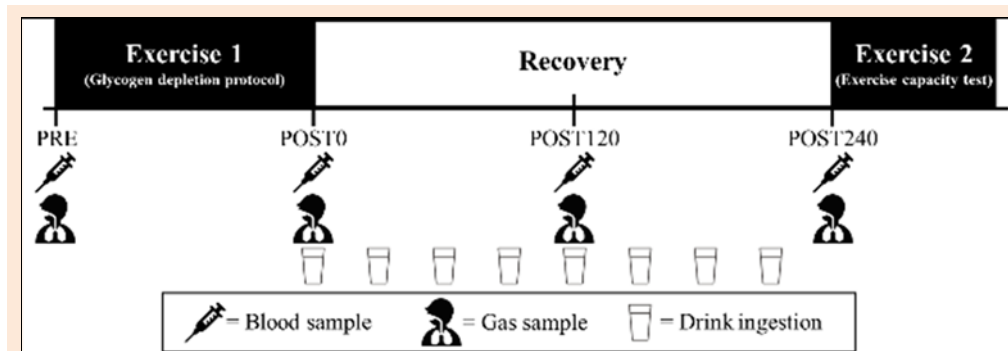 Exercise 1
(Glycogen depletion protocol)
Recovery
Exercise 2
(Exercise capacity test)
PRE
POST0
POST120
POST240
= Blood sample
= Gas sample
= Drink ingestion